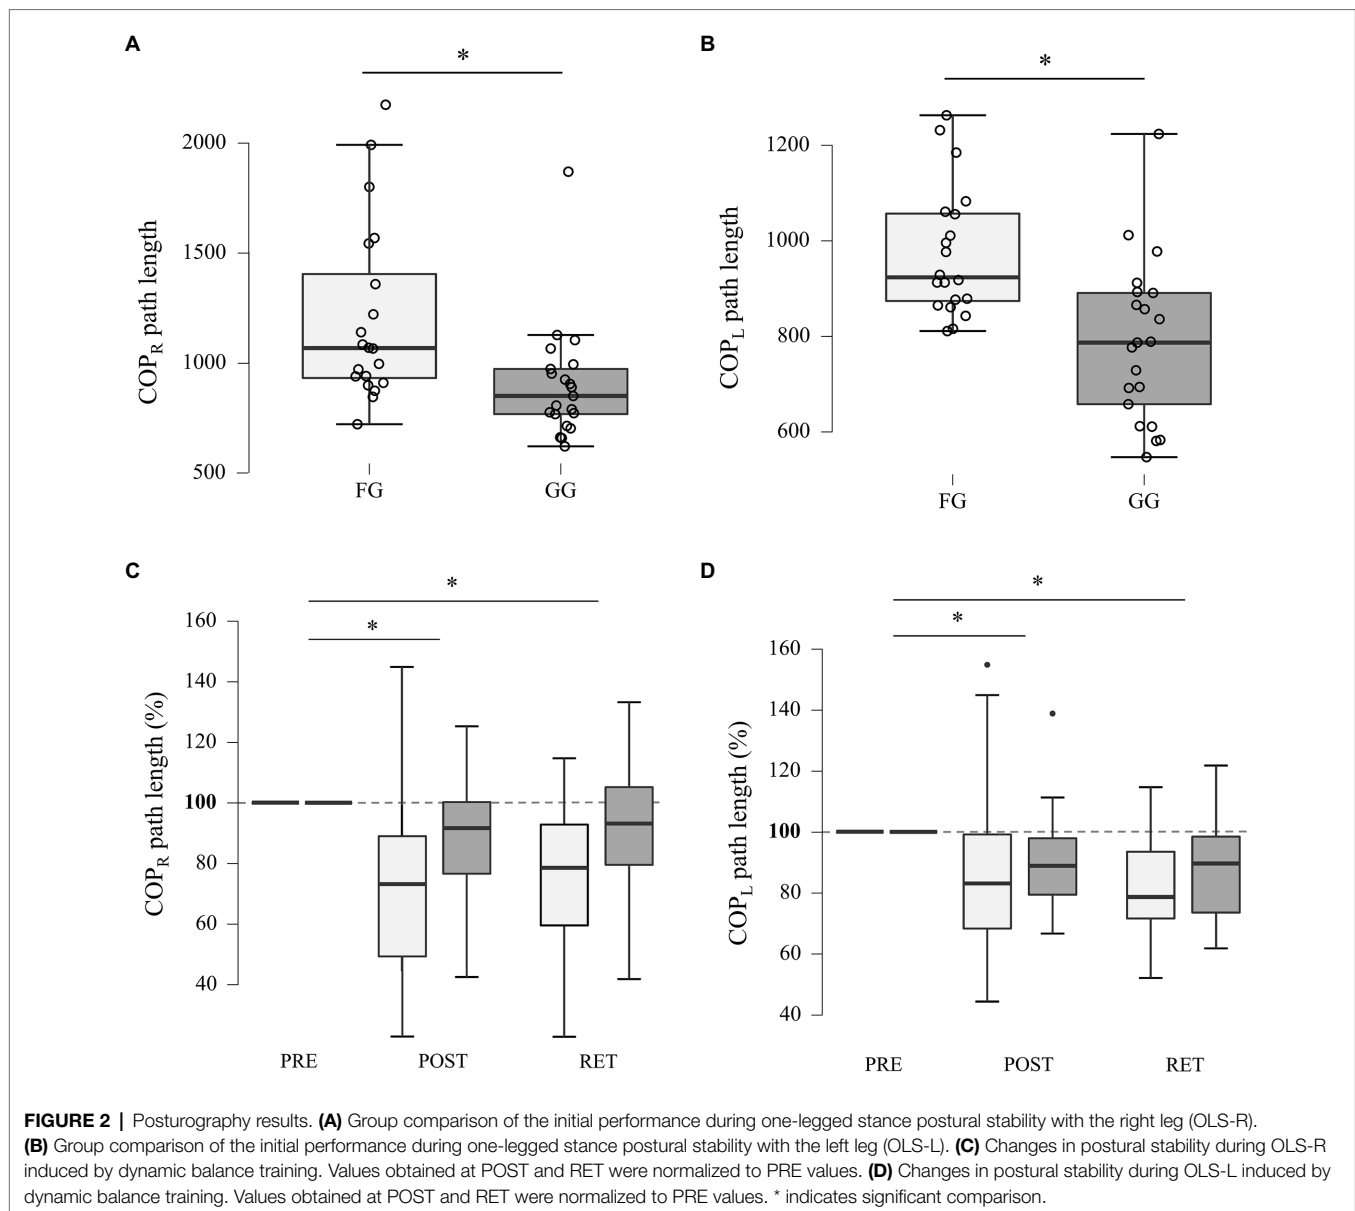 A
*
2000
1500
1000
500
COP_R path length
FG
GG
B
*
1200
1000
800
600
COP_L path length
FG
GG
C
*
*
160
140
120
100
80
60
40
COP_R path length (%)
PRE
POST
RET
D
*
*
160
140
120
100
80
60
40
COP_L path length (%)
PRE
POST
RET
FIGURE 2 | Posturography results. (A) Group comparison of the initial performance during one-legged stance postural stability with the right leg (OLS-R).
(B) Group comparison of the initial performance during one-legged stance postural stability with the left leg (OLS-L). (C) Changes in postural stability during OLS-R
induced by dynamic balance training. Values obtained at POST and RET were normalized to PRE values. (D) Changes in postural stability during OLS-L induced by
dynamic balance training. Values obtained at POST and RET were normalized to PRE values. * indicates significant comparison.